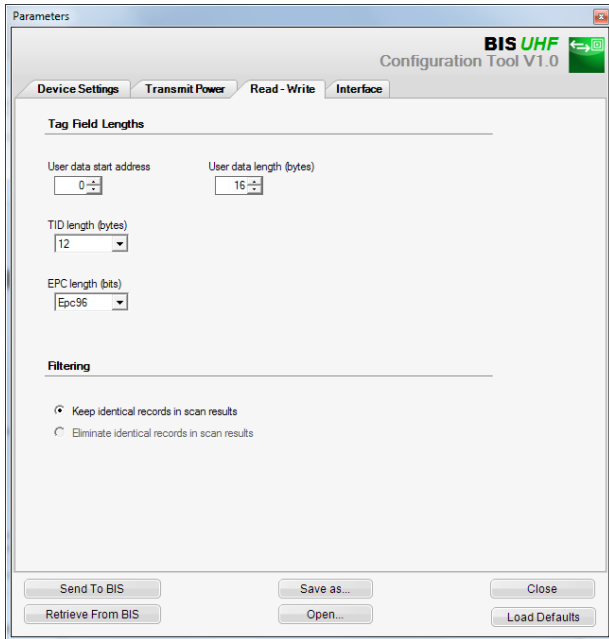 Parameters
BIS UHF
Configuration Tool V1.0
Device Settings Transmit Power Read - Write Interface
Tag Field Lengths
User data start address User data length (bytes)
0 16
TID length (bytes)
12
EPC length (bits)
Epc96
Filtering
Keep identical records in scan results
Eliminate identical records in scan results
Send To BIS Save as... Close
Retrieve From BIS Open... Load Defaults